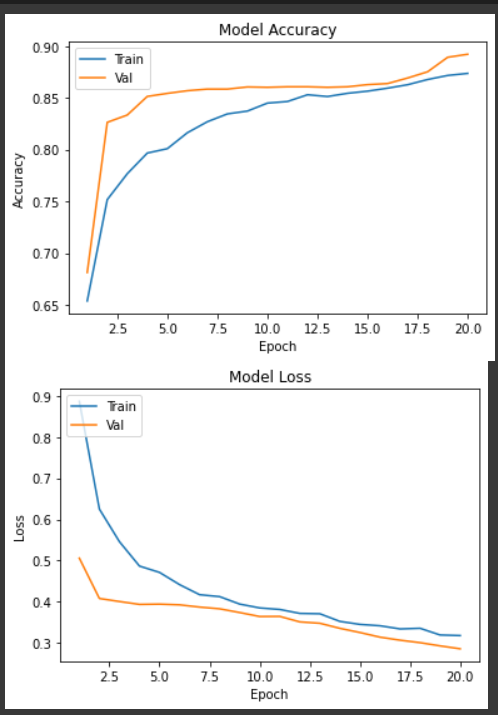 Model Accuracy
0.90
0.85
0.80
0.75
0.70
0.65
Accuracy
Train
Val
2.5 5.0 7.5 10.0 12.5 15.0 17.5 20.0
Epoch
Model Loss
0.9
0.8
0.7
0.6
0.5
0.4
0.3
Loss
Train
Val
2.5 5.0 7.5 10.0 12.5 15.0 17.5 20.0
Epoch